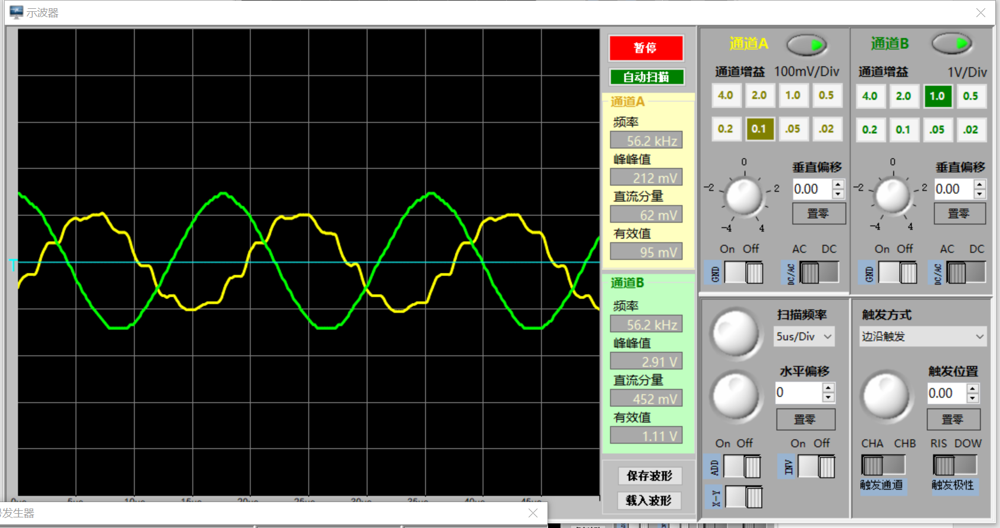 示波器
暂停
自动扫描
通道A
频率
56.2 kHz
峰峰值
212 mV
直流分量
62 mV
有效值
95 mV
通道B
频率
56.2 kHz
峰峰值
2.91 V
直流分量
452 mV
有效值
1.11 V
保存波形
载入波形
通道A
通道增益 100mV/Div
4.0 2.0 1.0 0.5
0.2 0.1 .05 .02
0
-2 2
-4 4
垂直偏移
0.00
置零
On Off
GND
AC DC
DC/AC
通道B
通道增益 1V/Div
4.0 2.0 1.0 0.5
0.2 0.1 .05 .02
0
-2 2
-4 4
垂直偏移
0.00
置零
On Off
GND
AC DC
DC/AC
扫描频率
5us/Div
水平偏移
0
置零
On Off
ADD
On Off
INV
X-Y
触发方式
边沿触发
触发位置
0.00
置零
CHA CHB
触发通道
RIS DOW
触发极性
T
发生器